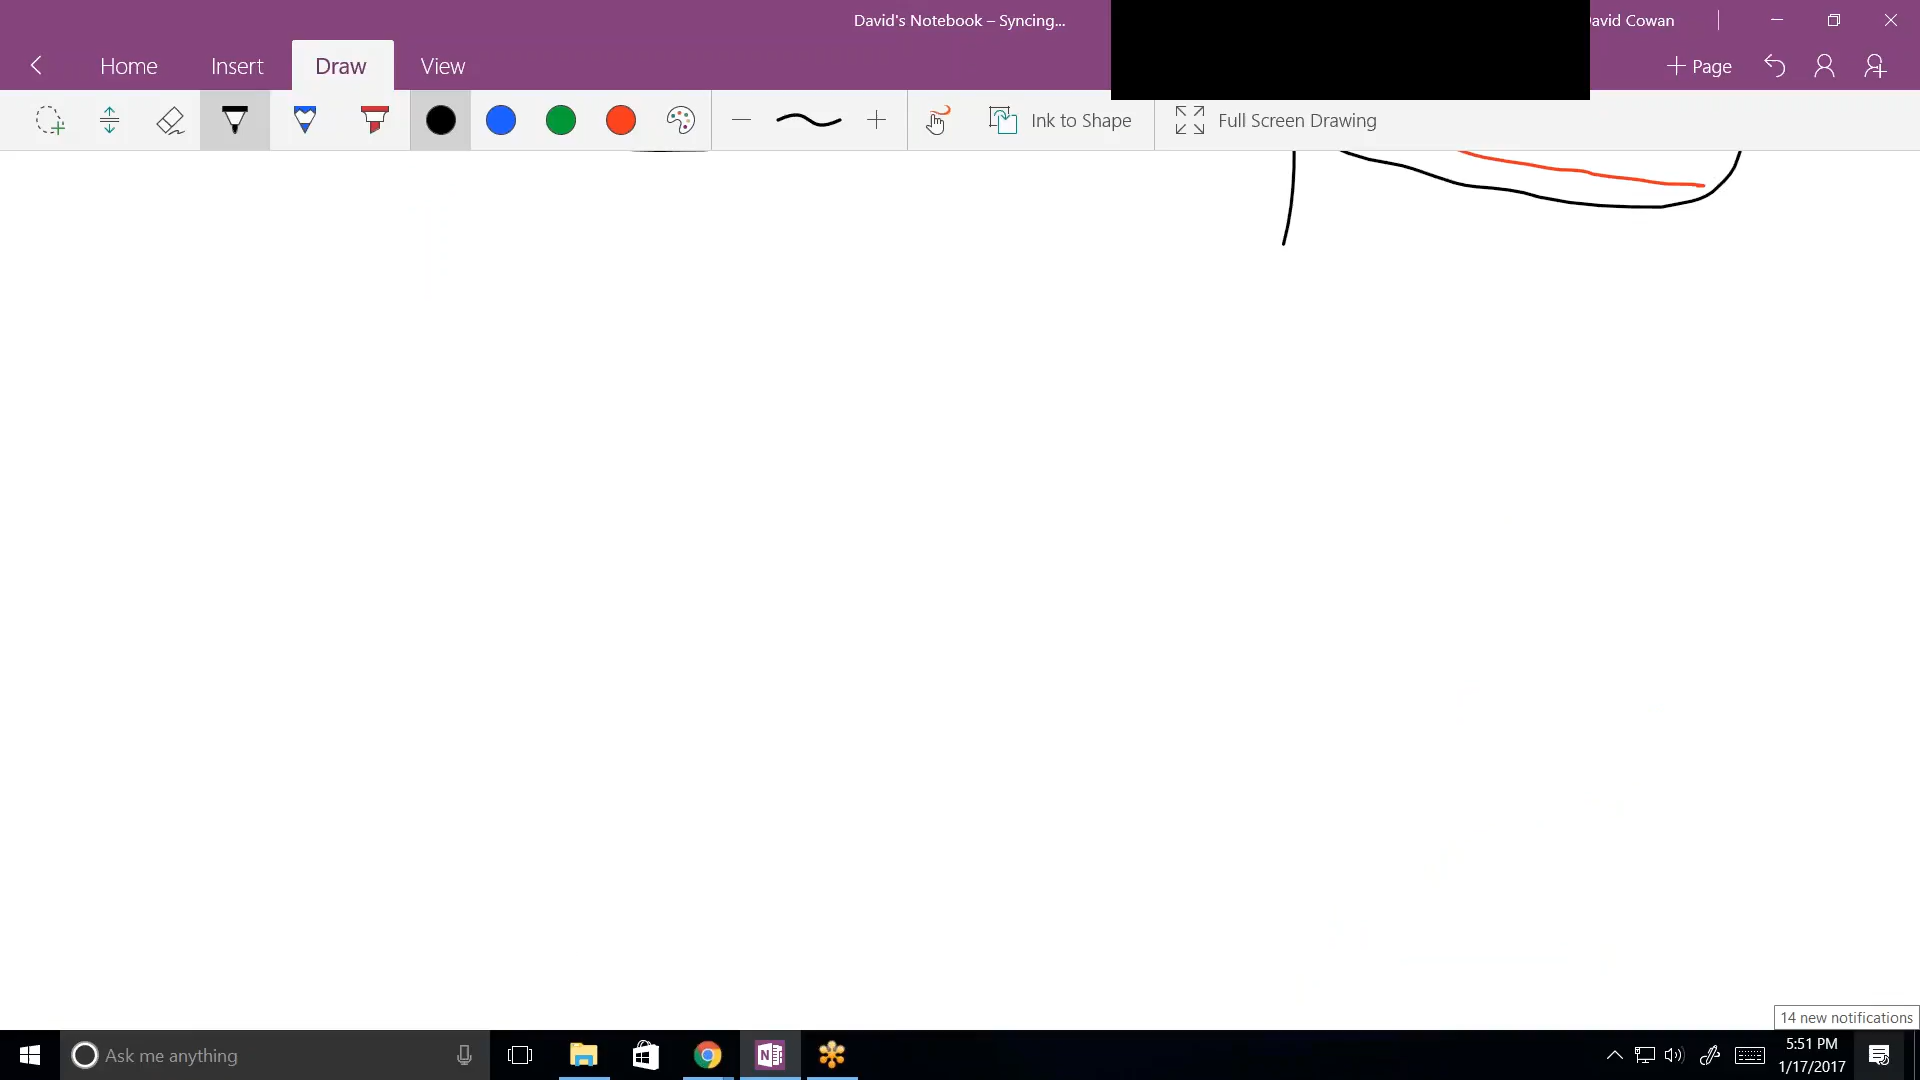 David's Notebook – Syncing...
avid Cowan
Home
Insert
Draw
View
Page
Ink to Shape
Full Screen Drawing
14 new notifications
Ask me anything
N
5:51 PM
1/17/2017